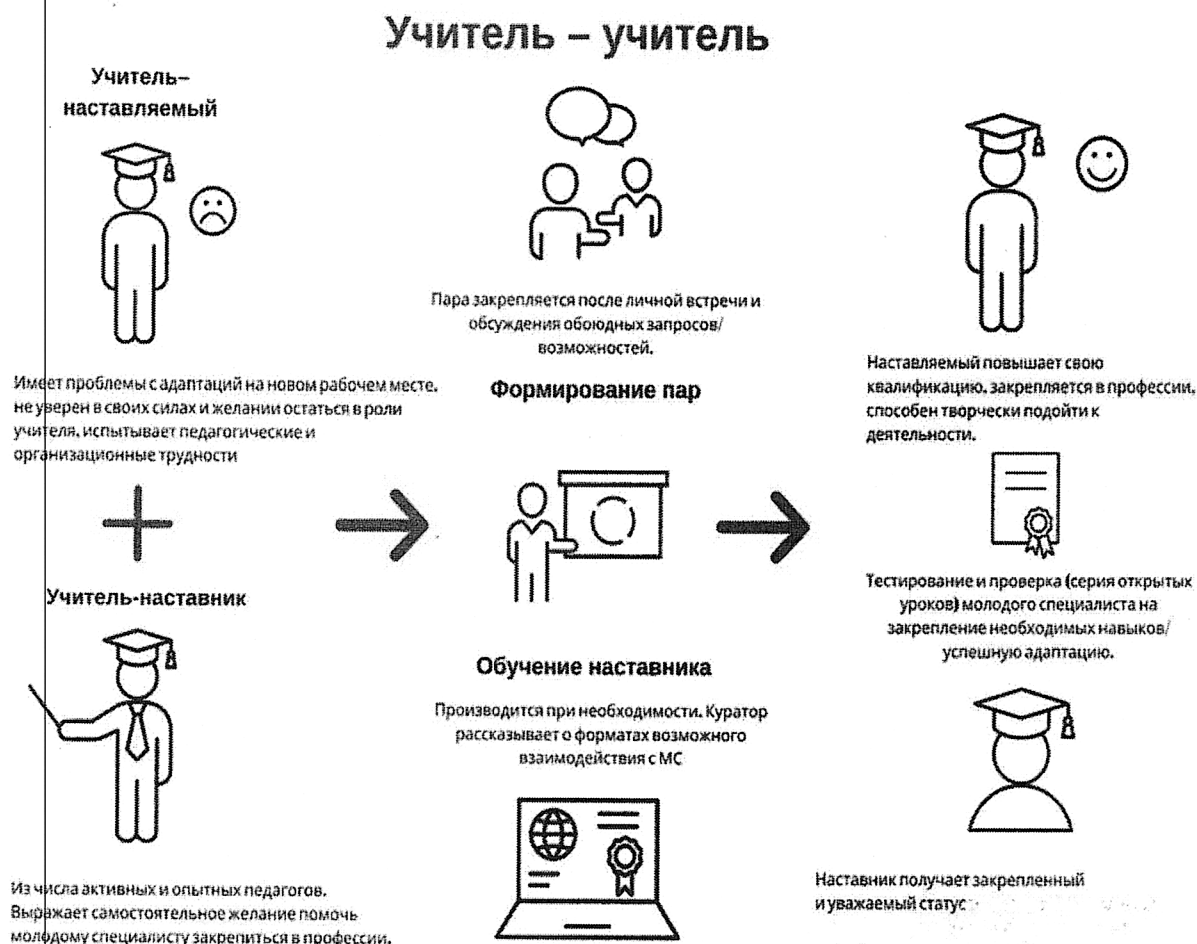 Учитель – учитель
Учитель–
наставляемый
Имеет проблемы с адаптаций на новом рабочем месте,
не уверен в своих силах и желании остаться в роли
учителя, испытывает педагогические и
организационные трудности
Учитель-наставник
Из числа активных и опытных педагогов.
Выражает самостоятельное желание помочь
молодому специалисту закрепиться в профессии.
Пара закрепляется после личной встречи и
обсуждения обоюдных запросов/
возможностей.
Формирование пар
Обучение наставника
Производится при необходимости. Куратор
рассказывает о форматах возможного
взаимодействия с МС
Наставляемый повышает свою
квалификацию, закрепляется в профессии,
способен творчески подойти к
деятельности.
Тестирование и проверка (серия открытых
уроков) молодого специалиста на
закрепление необходимых навыков/
успешную адаптацию.
Наставник получает закрепленный
и уважаемый статус